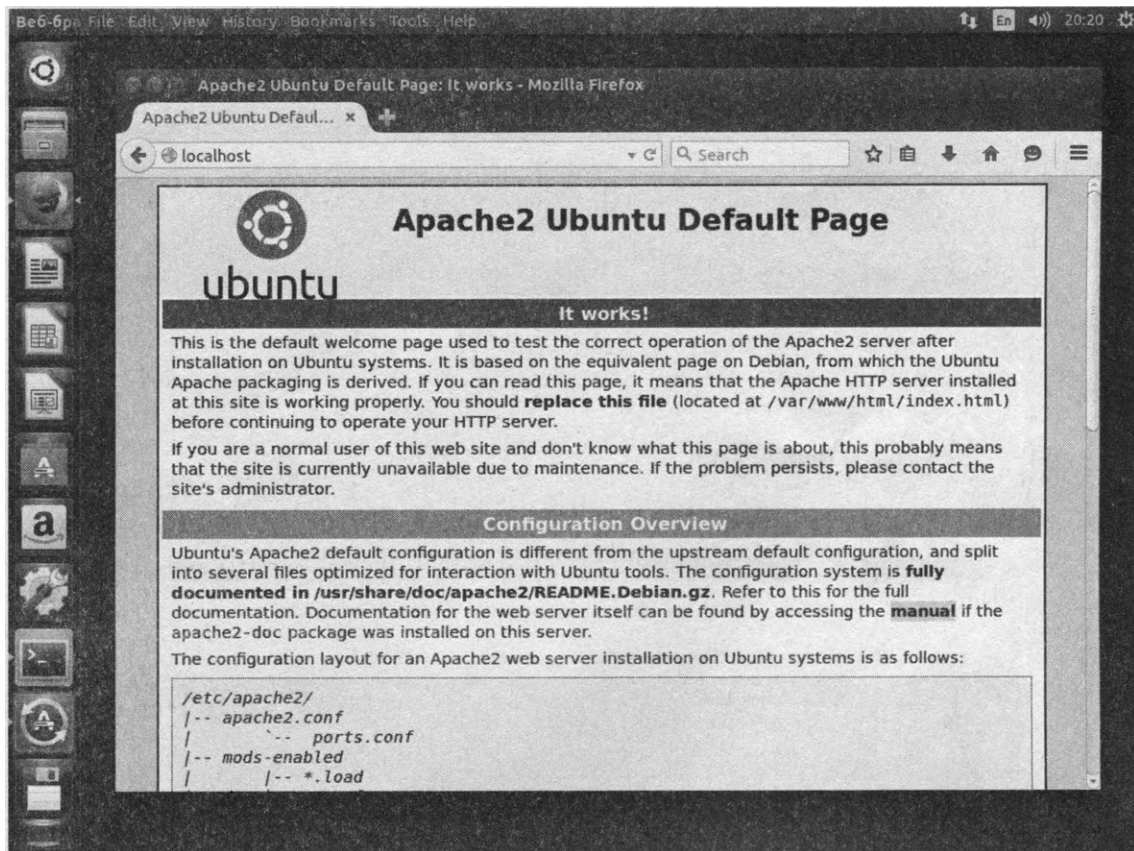 Веб-бра File Edit View History Bookmarks Tools Help En 20:20
Apache2 Ubuntu Default Page: It works - Mozilla Firefox
Apache2 Ubuntu Defaul... ×
localhost Search
Apache2 Ubuntu Default Page
ubuntu
It works!
This is the default welcome page used to test the correct operation of the Apache2 server after
installation on Ubuntu systems. It is based on the equivalent page on Debian, from which the Ubuntu
Apache packaging is derived. If you can read this page, it means that the Apache HTTP server installed
at this site is working properly. You should replace this file (located at /var/www/html/index.html)
before continuing to operate your HTTP server.
If you are a normal user of this web site and don't know what this page is about, this probably means
that the site is currently unavailable due to maintenance. If the problem persists, please contact the
site's administrator.
Configuration Overview
Ubuntu's Apache2 default configuration is different from the upstream default configuration, and split
into several files optimized for interaction with Ubuntu tools. The configuration system is fully
documented in /usr/share/doc/apache2/README.Debian.gz. Refer to this for the full
documentation. Documentation for the web server itself can be found by accessing the manual if the
apache2-doc package was installed on this server.
The configuration layout for an Apache2 web server installation on Ubuntu systems is as follows:
/etc/apache2/
|-- apache2.conf
|       `--  ports.conf
|-- mods-enabled
|       |-- *.load
a